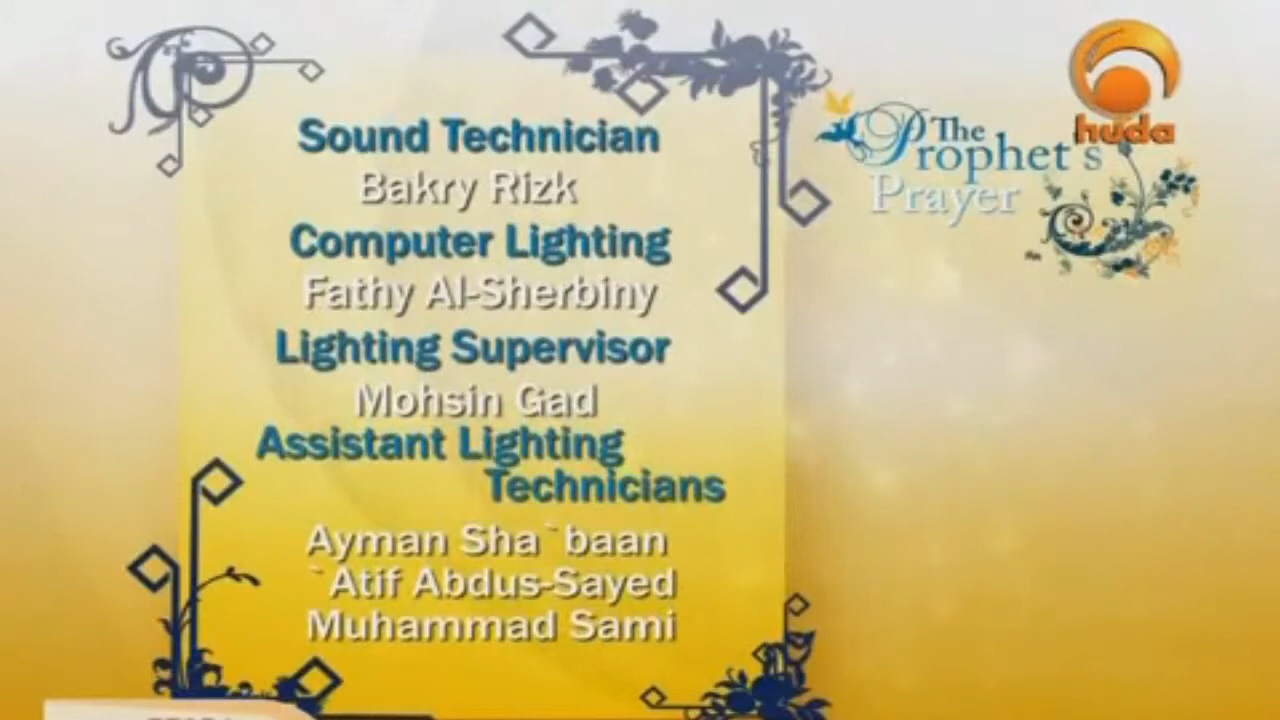 Sound Technician
Bakry Rizk
Computer Lighting
Fathy Al-Sherbiny
Lighting Supervisor
Mohsin Gad
Assistant Lighting
Technicians
Ayman Sha`baan
`Atif Abdus-Sayed
Muhammad Sami
huda
The
Prophet's
Prayer